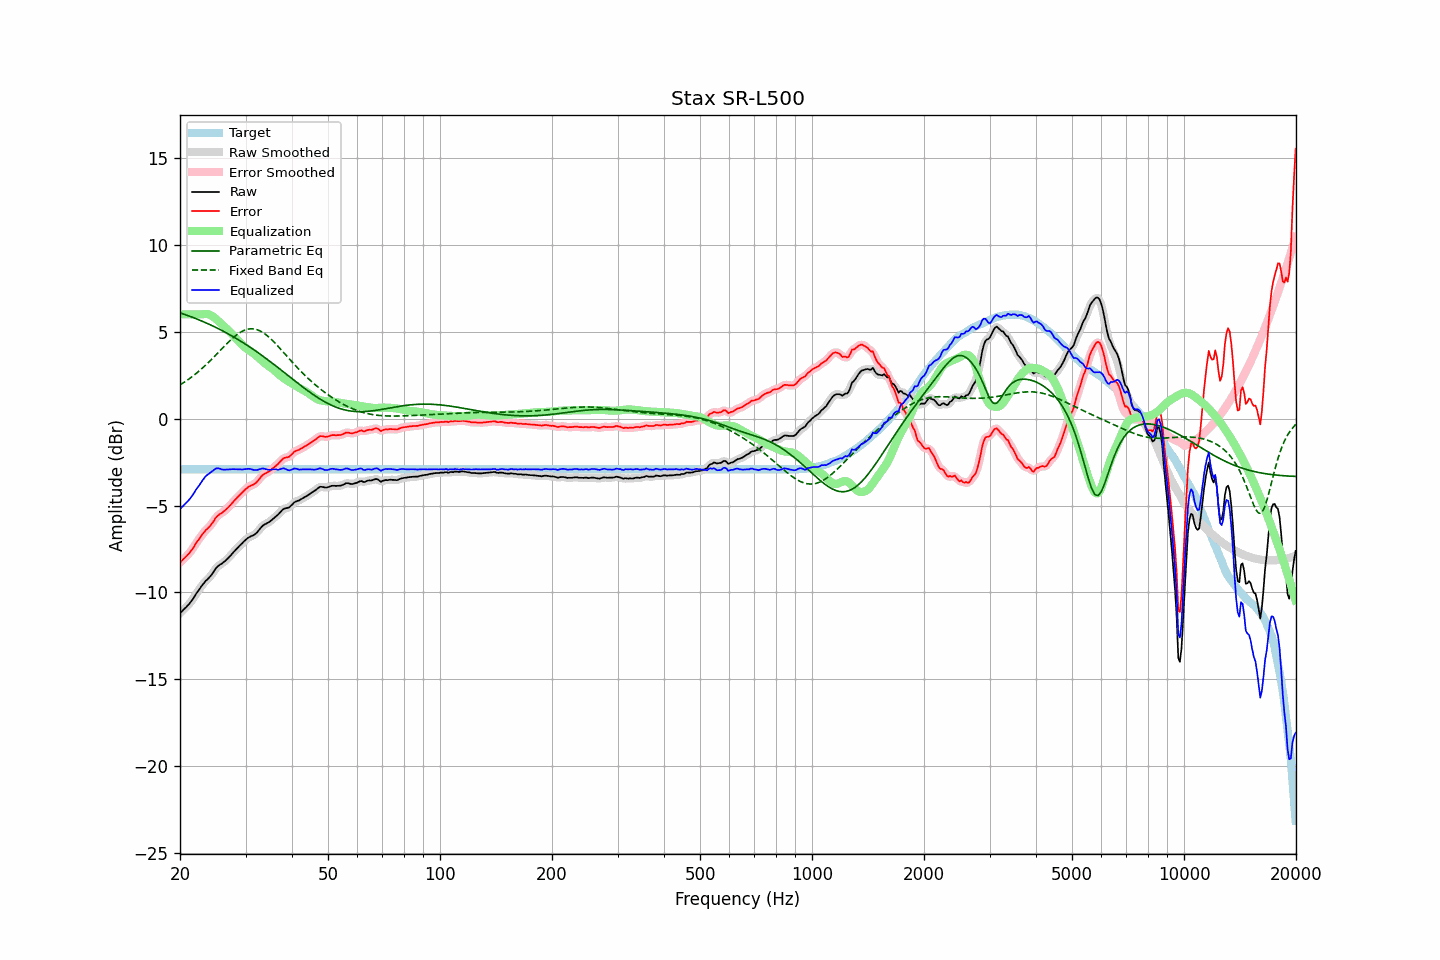 Stax SR-L500
Target
Raw Smoothed
Error Smoothed
Raw
Error
Equalization
Parametric Eq
Fixed Band Eq
Equalized
Amplitude (dBr)
15
10
5
0
−5
−10
−15
−20
−25
20 50 100 200 500 1000 2000 5000 10000 20000
Frequency (Hz)